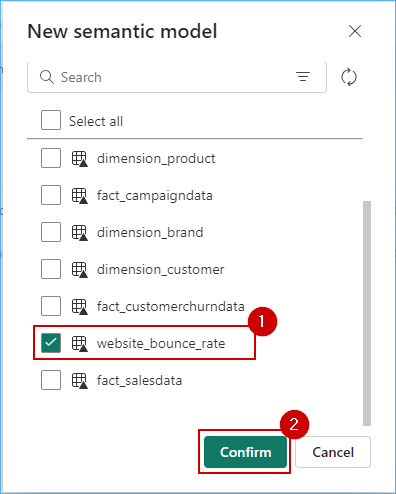 New semantic model
Search
Select all
dimension_product
fact_campaigndata
dimension_brand
dimension_customer
fact_customerchurndata
1
website_bounce_rate
fact_salesdata
2
Confirm
Cancel